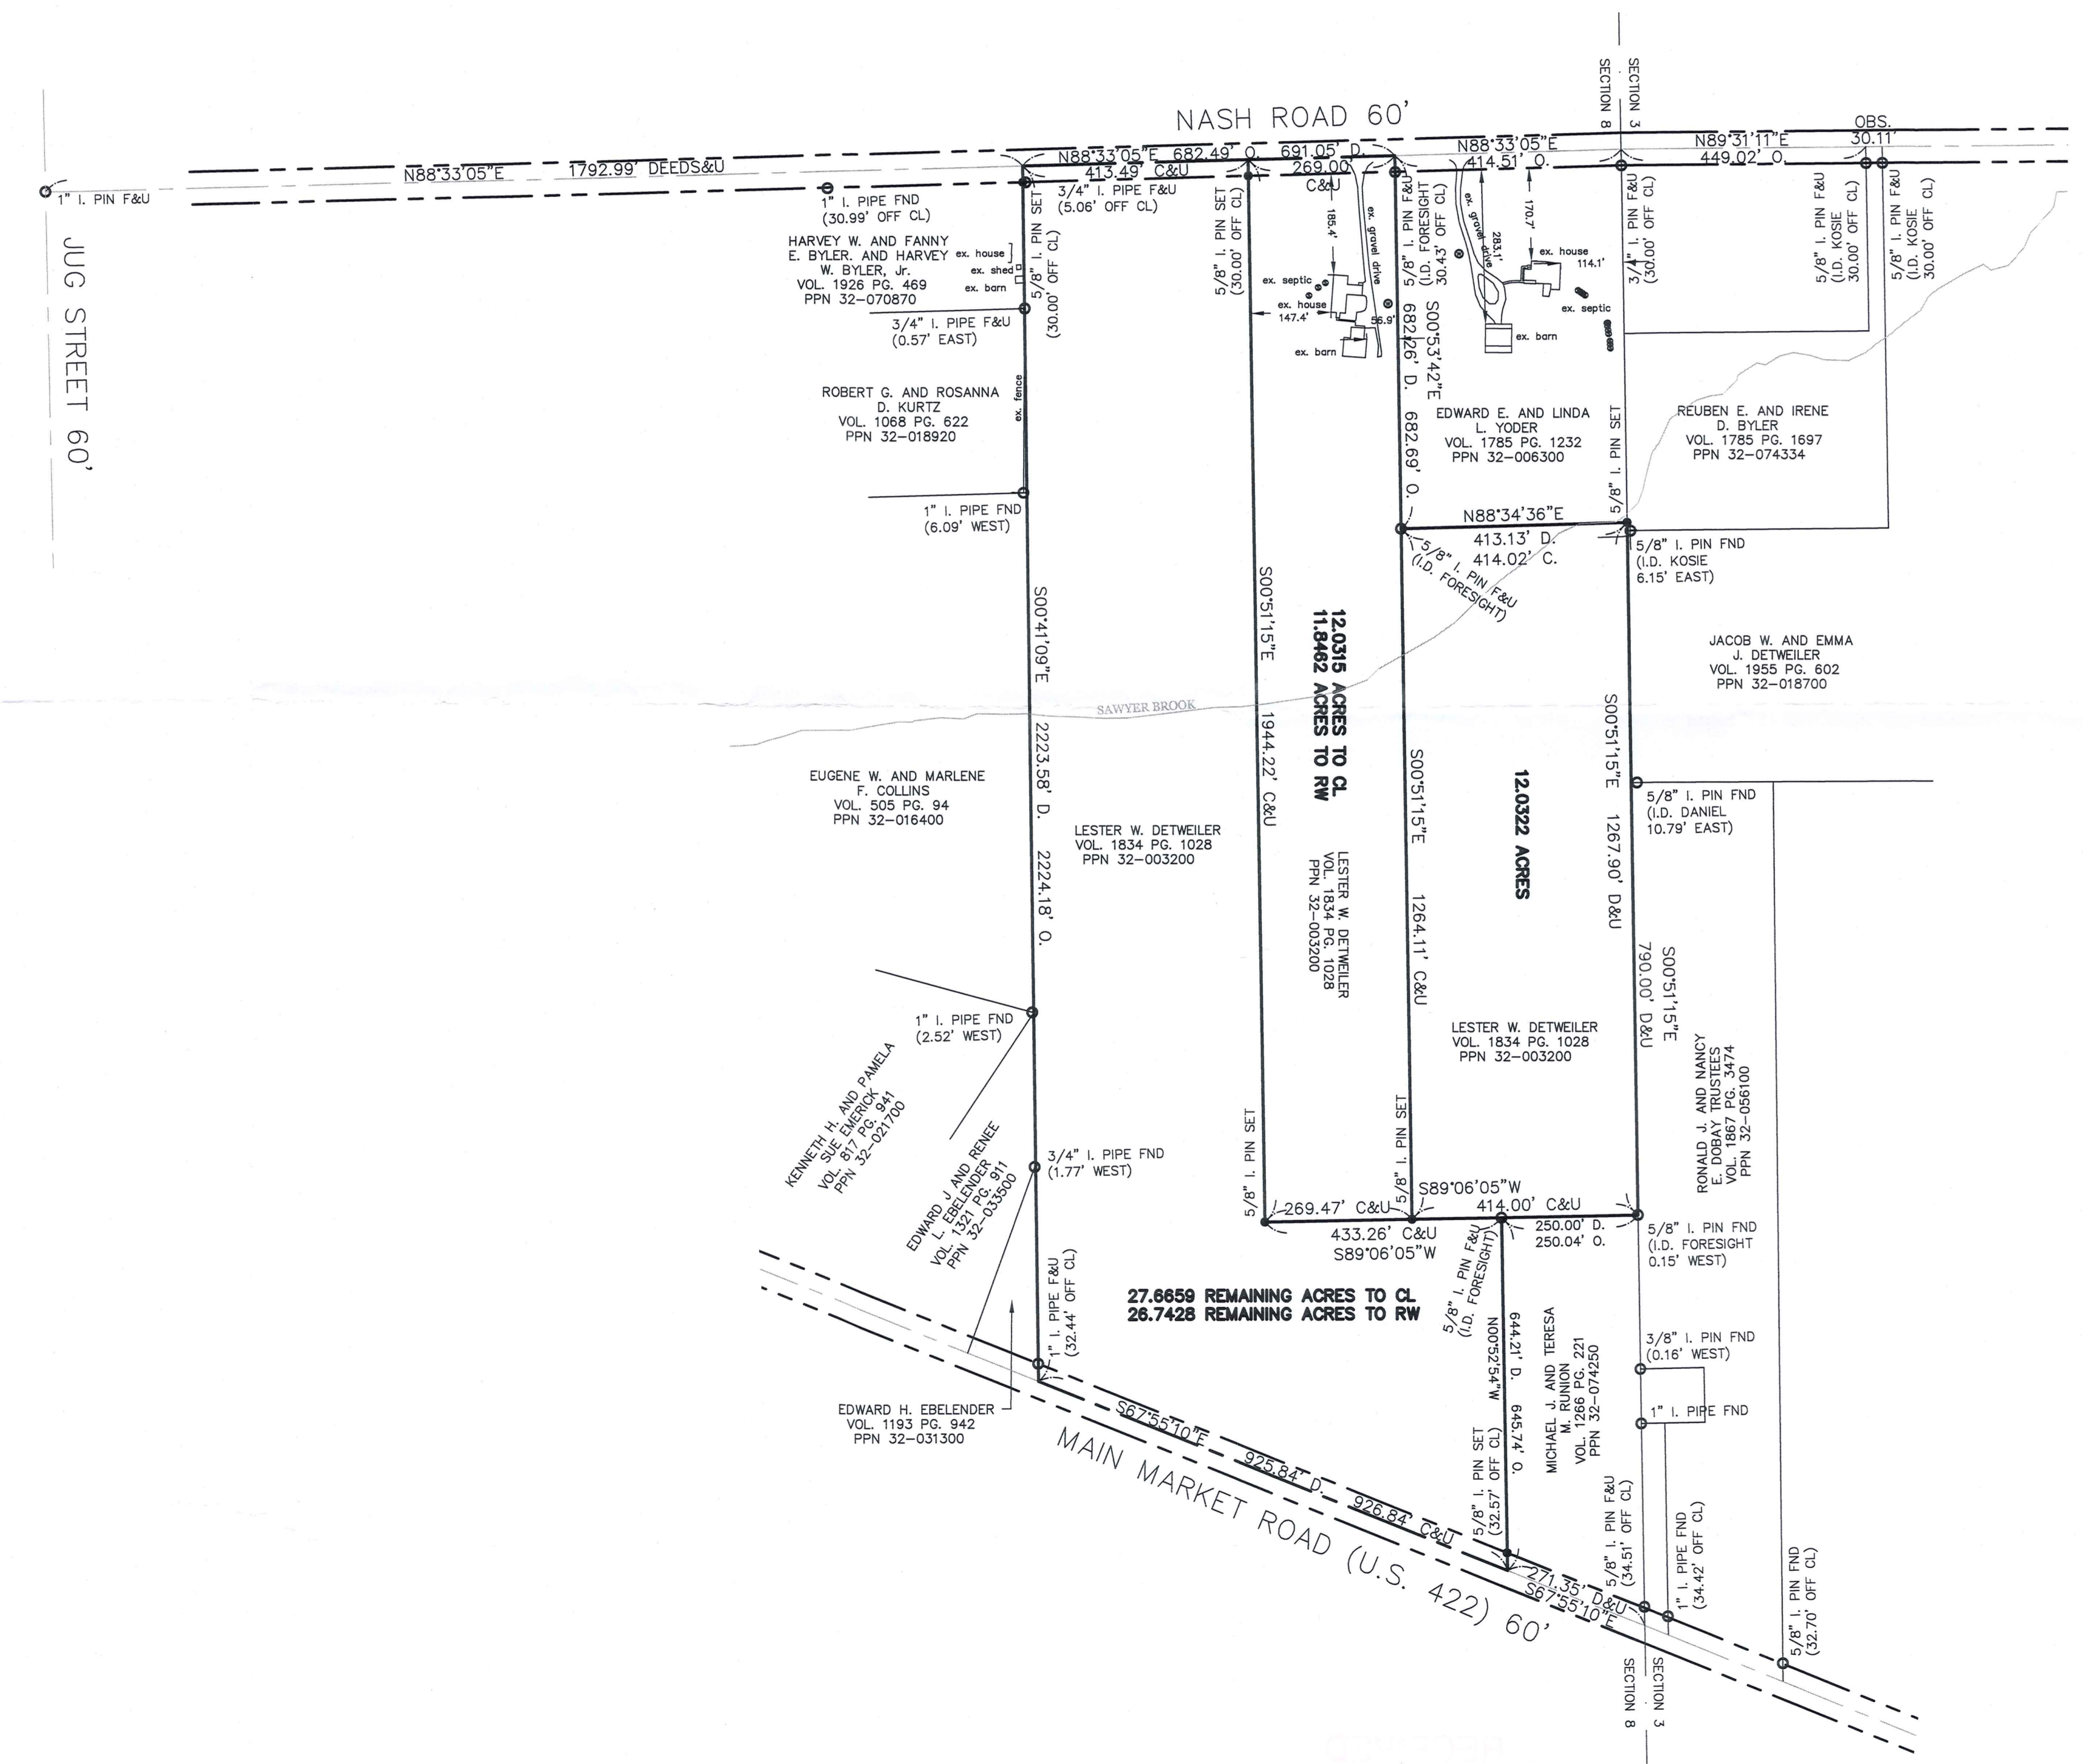 SECTION 8
SECTION 3
NASH ROAD 60'
OBS.
30.11'
N88°33'05"E 1792.99' DEEDS&U
N88°33'05"E 682.49' O. 691.05' D.
413.49' C&U
269.00'
C&U
N88°33'05"E
414.51' O.
N89°31'11"E
449.02' O.
1" I. PIN F&U
1" I. PIPE FND
(30.99' OFF CL)
3/4" I. PIPE F&U
(5.06' OFF CL)
5/8" I. PIN SET
(30.00' OFF CL)
5/8" I. PIN SET
(30.00' OFF CL)
5/8" I. PIN F&U
(I.D. FORESIGHT
30.43' OFF CL)
3/4" I. PIN F&U
(30.00' OFF CL)
5/8" I. PIN F&U
(I.D. KOSIE
30.00' OFF CL)
5/8" I. PIN F&U
(I.D. KOSIE
30.00' OFF CL)
JUG STREET 60'
HARVEY W. AND FANNY
E. BYLER. AND HARVEY
W. BYLER, Jr.
VOL. 1926 PG. 469
PPN 32-070870
ex. house
ex. shed
ex. barn
3/4" I. PIPE F&U
(0.57' EAST)
ex. fence
185.4'
ex. gravel drive
ex. septic
ex. house
147.4'
56.9'
ex. barn
ex. gravel drive
283.1'
170.7'
ex. house
114.1'
ex. septic
ex. barn
S00°53'42"E
682.26' D. 682.69' O.
ROBERT G. AND ROSANNA
D. KURTZ
VOL. 1068 PG. 622
PPN 32-018920
EDWARD E. AND LINDA
L. YODER
VOL. 1785 PG. 1232
PPN 32-006300
5/8" I. PIN SET
REUBEN E. AND IRENE
D. BYLER
VOL. 1785 PG. 1697
PPN 32-074334
1" I. PIPE FND
(6.09' WEST)
N88°34'36"E
413.13' D.
414.02' C.
5/8" I. PIN F&U
(I.D. FORESIGHT)
5/8" I. PIN FND
(I.D. KOSIE
6.15' EAST)
S00°41'09"E 2223.58' D. 2224.18' O.
S00°51'15"E 1944.22' C&U
12.0315 ACRES TO CL
11.8462 ACRES TO RW
S00°51'15"E 1264.11' C&U
12.0322 ACRES
S00°51'15"E 1267.90' D&U
JACOB W. AND EMMA
J. DETWEILER
VOL. 1955 PG. 602
PPN 32-018700
SAWYER BROOK
EUGENE W. AND MARLENE
F. COLLINS
VOL. 505 PG. 94
PPN 32-016400
LESTER W. DETWEILER
VOL. 1834 PG. 1028
PPN 32-003200
LESTER W. DETWEILER
VOL. 1834 PG. 1028
PPN 32-003200
5/8" I. PIN FND
(I.D. DANIEL
10.79' EAST)
S00°51'15"E
790.00' D&U
LESTER W. DETWEILER
VOL. 1834 PG. 1028
PPN 32-003200
RONALD J. AND NANCY
E. DOBAY TRUSTEES
VOL. 1867 PG. 3474
PPN 32-056100
1" I. PIPE FND
(2.52' WEST)
KENNETH H. AND PAMELA
SUE EMERICK
VOL. 817 PG. 941
PPN 32-021700
3/4" I. PIPE FND
(1.77' WEST)
EDWARD J AND RENEE
L. EBELENDER
VOL. 1321 PG. 911
PPN 32-033500
5/8" I. PIN SET
5/8" I. PIN SET
S89°06'05"W
269.47' C&U
414.00' C&U
433.26' C&U
S89°06'05"W
250.00' D.
250.04' O.
5/8" I. PIN FND
(I.D. FORESIGHT
0.15' WEST)
5/8" I. PIN F&U
(I.D. FORESIGHT)
27.6659 REMAINING ACRES TO CL
26.7428 REMAINING ACRES TO RW
1" I. PIPE F&U
(32.44' OFF CL)
644.21' D. 645.74' O.
N00°52'54"W
MICHAEL J. AND TERESA
M. RUNION
VOL. 1266 PG. 221
PPN 32-074250
3/8" I. PIN FND
(0.16' WEST)
1" I. PIPE FND
EDWARD H. EBELENDER
VOL. 1193 PG. 942
PPN 32-031300
S67°55'10"E 925.84' D. 926.84' C&U
MAIN MARKET ROAD (U.S. 422) 60'
5/8" I. PIN SET
(32.57' OFF CL)
271.35' D&U
S67°55'10"E
5/8" I. PIN F&U
(34.51' OFF CL)
1" I. PIPE FND
(34.42' OFF CL)
5/8" I. PIN FND
(32.70' OFF CL)
SECTION 8
SECTION 3